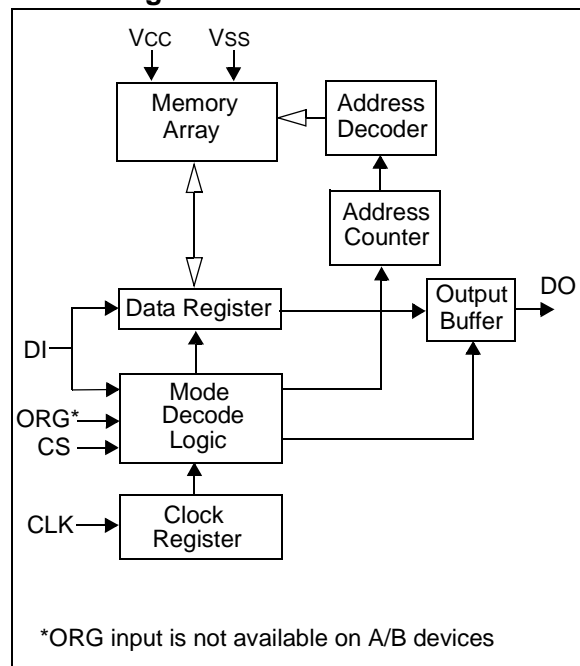 VCC
VSS
Memory
Array
Address
Decoder
Address
Counter
Data Register
Output
Buffer
DO
DI
Mode
Decode
Logic
ORG*
CS
CLK
Clock
Register
*ORG input is not available on A/B devices